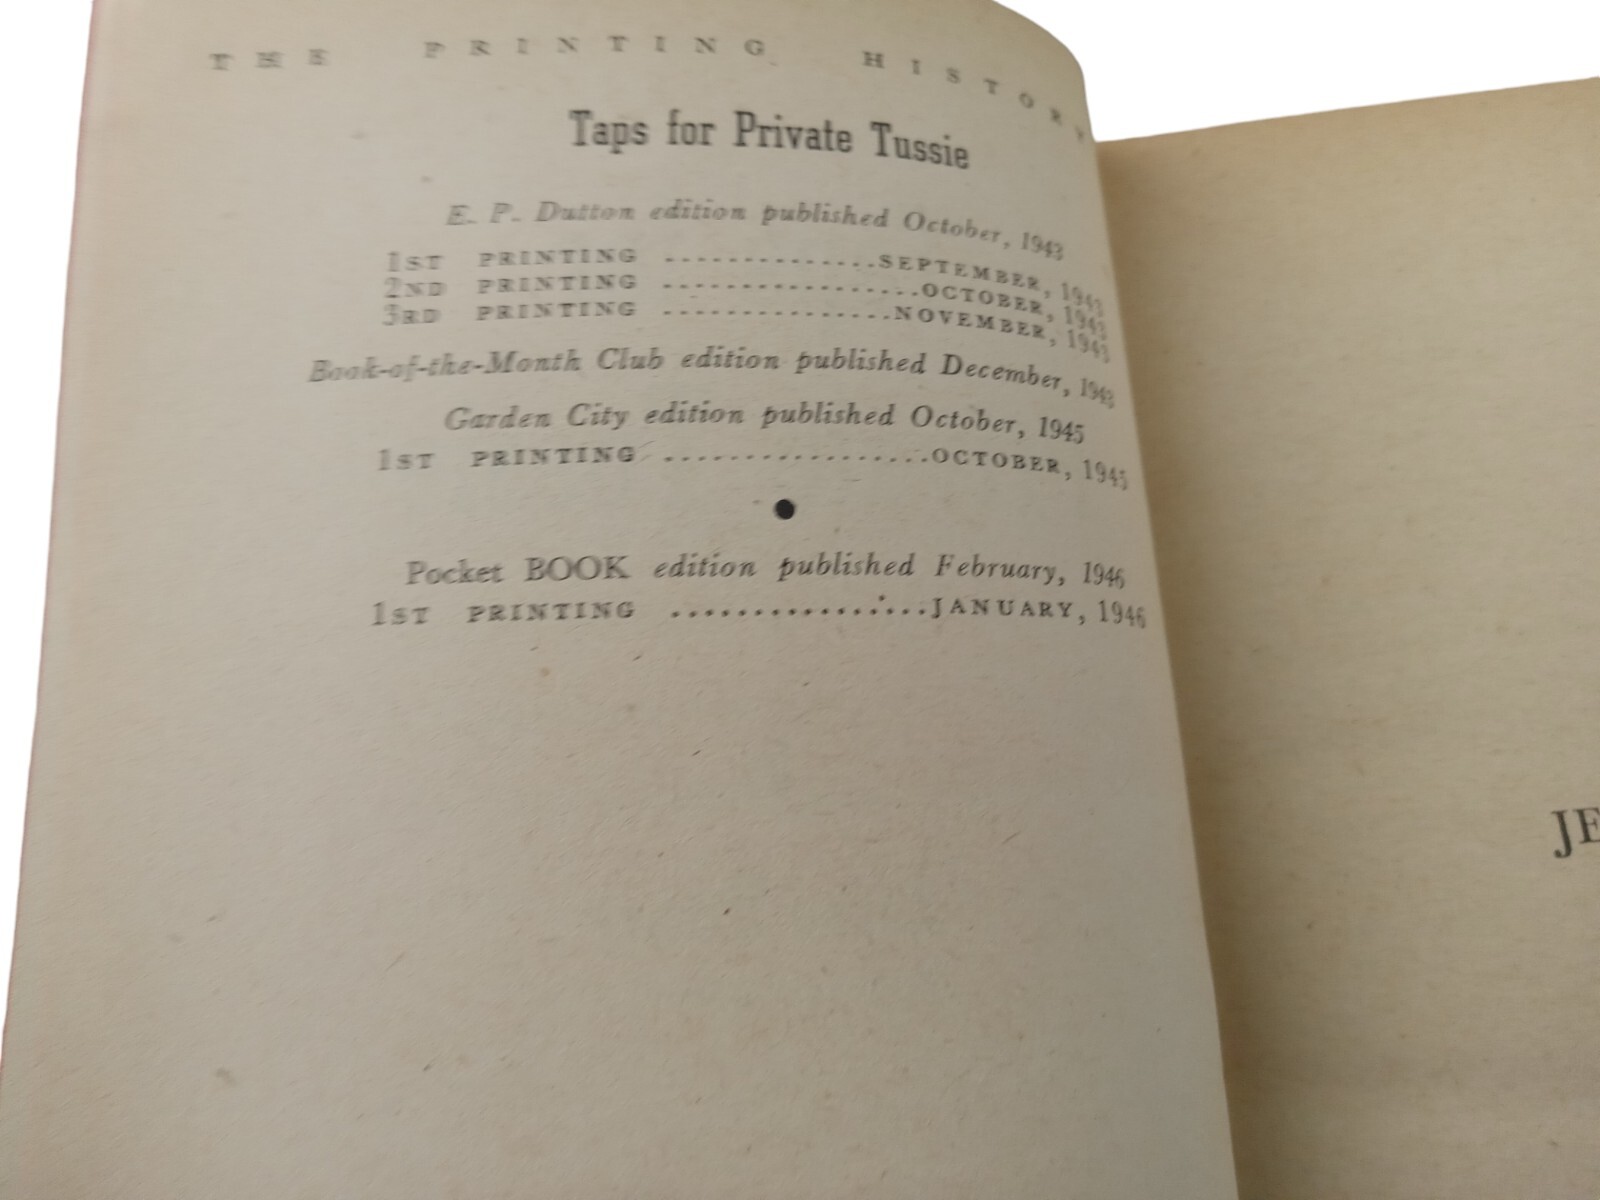 THE PRINTING HISTORY
Taps for Private Tussie
E. P. Dutton edition published October, 1943
1ST PRINTING ..............SEPTEMBER, 1943
2ND PRINTING .................OCTOBER, 1943
3RD PRINTING ...............NOVEMBER, 1943
Book-of-the-Month Club edition published December, 1943
Garden City edition published October, 1945
1ST PRINTING .................OCTOBER, 1945
●
Pocket BOOK edition published February, 1946
1ST PRINTING ................JANUARY, 1946
JE